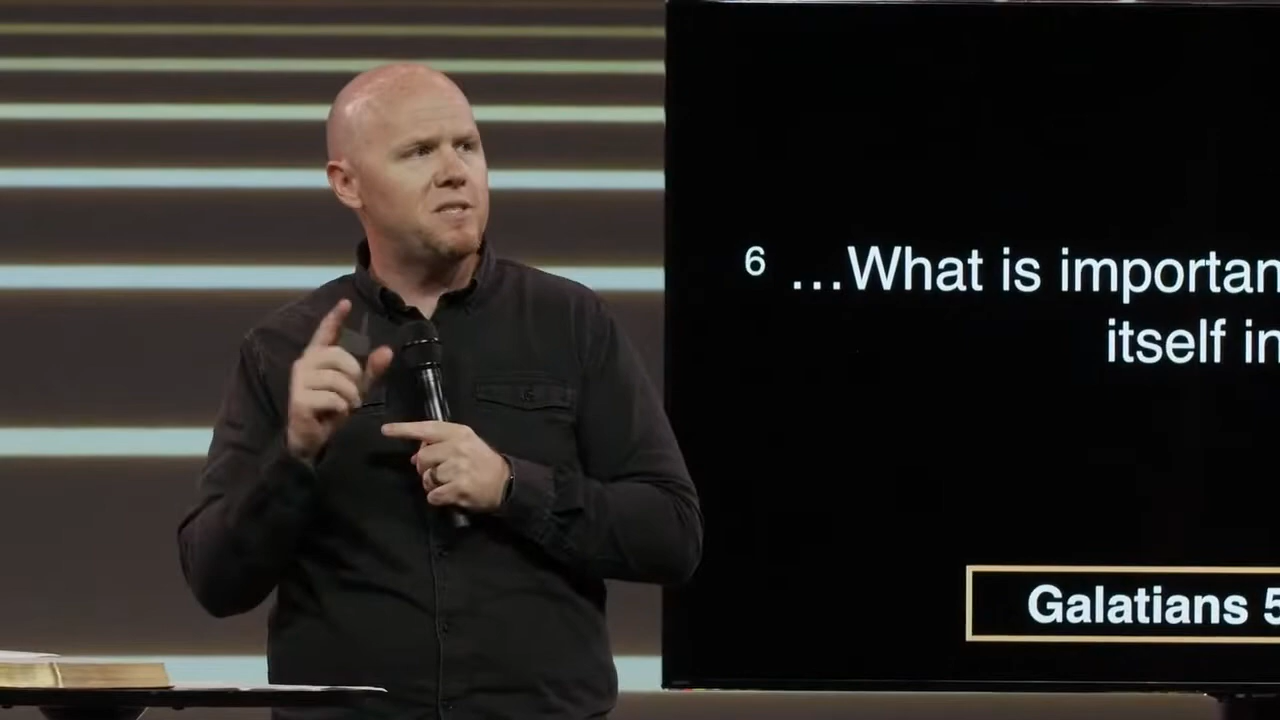 6 …What is importan
itself in
Galatians 5